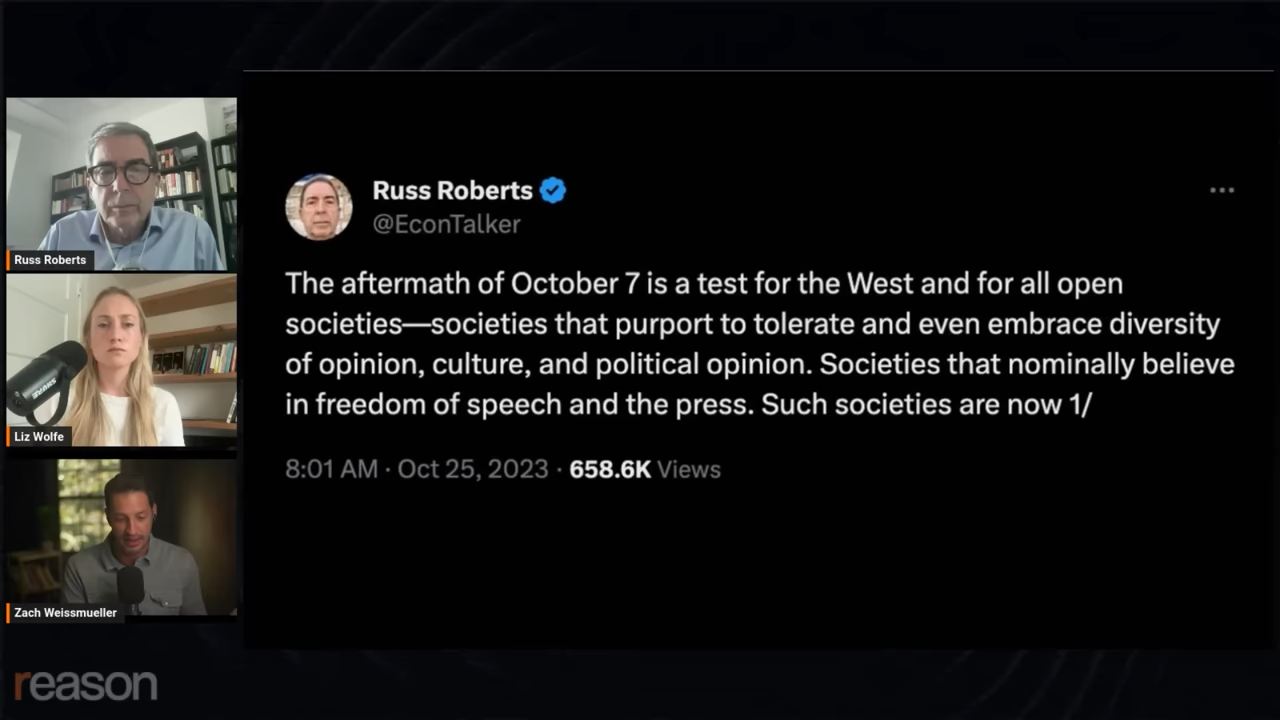 Russ Roberts
Liz Wolfe
Zach Weissmueller
reason
Russ Roberts
@EconTalker
The aftermath of October 7 is a test for the West and for all open
societies—societies that purport to tolerate and even embrace diversity
of opinion, culture, and political opinion. Societies that nominally believe
in freedom of speech and the press. Such societies are now 1/
8:01 AM · Oct 25, 2023 · 658.6K Views